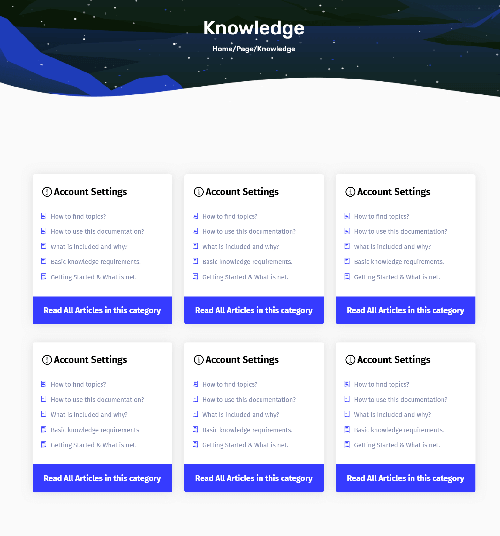 Knowledge
Home/Page/Knowledge
Account Settings
How to find topics?
How to use this documentation?
What is included and why?
Basic knowledge requirements.
Getting Started & What is net.
Read All Articles in this category
Account Settings
How to find topics?
How to use this documentation?
What is included and why?
Basic knowledge requirements.
Getting Started & What is net.
Read All Articles in this category
Account Settings
How to find topics?
How to use this documentation?
What is included and why?
Basic knowledge requirements.
Getting Started & What is net.
Read All Articles in this category
Account Settings
How to find topics?
How to use this documentation?
What is included and why?
Basic knowledge requirements.
Getting Started & What is net.
Read All Articles in this category
Account Settings
How to find topics?
How to use this documentation?
What is included and why?
Basic knowledge requirements.
Getting Started & What is net.
Read All Articles in this category
Account Settings
How to find topics?
How to use this documentation?
What is included and why?
Basic knowledge requirements.
Getting Started & What is net.
Read All Articles in this category